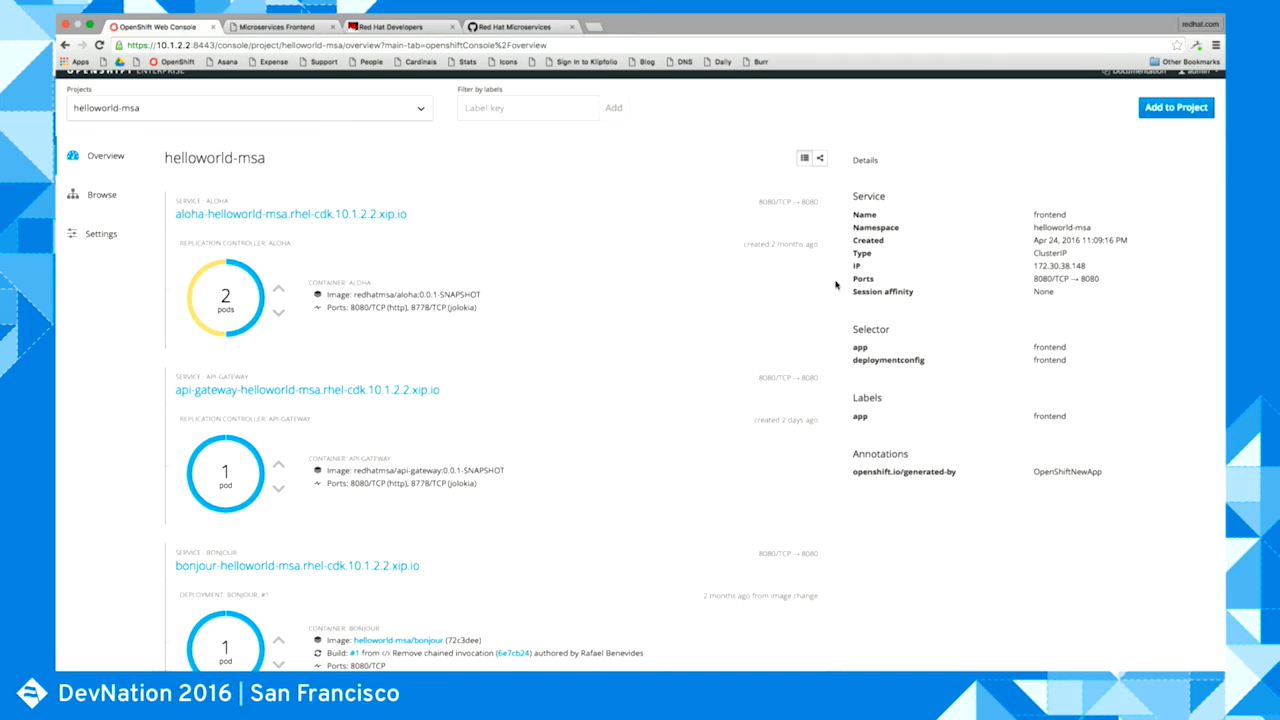 OpenShift Web Console
Microservices Frontend
Red Hat Developers
Red Hat Microservices
redhat.com
https://10.1.2.2:8443/console/project/helloworld-msa/overview?main-tab=openshiftConsole%2Foverview
Apps
OpenShift
Asana
Expense
Support
People
Cardinals
Stats
Icons
Sign In to Klipfolio
Blog
DNS
Daily
Burr
Other Bookmarks
OPENSHIFT ENTERPRISE
Documentation
admin
Projects
helloworld-msa
Filter by labels
Label key
Add
Add to Project
Overview
Browse
Settings
helloworld-msa
SERVICE : ALOHA
8080/TCP → 8080
aloha-helloworld-msa.rhel-cdk.10.1.2.2.xip.io
REPLICATION CONTROLLER: ALOHA
created 2 months ago
2
pods
CONTAINER: ALOHA
Image: redhatmsa/aloha:0.0.1-SNAPSHOT
Ports: 8080/TCP (http), 8778/TCP (jolokia)
SERVICE : API-GATEWAY
8080/TCP → 8080
api-gateway-helloworld-msa.rhel-cdk.10.1.2.2.xip.io
REPLICATION CONTROLLER: API-GATEWAY
created 2 days ago
1
pod
CONTAINER: API-GATEWAY
Image: redhatmsa/api-gateway:0.0.1-SNAPSHOT
Ports: 8080/TCP (http), 8778/TCP (jolokia)
SERVICE : BONJOUR
8080/TCP → 8080
bonjour-helloworld-msa.rhel-cdk.10.1.2.2.xip.io
DEPLOYMENT: BONJOUR, #1
2 months ago from image change
1
pod
CONTAINER: BONJOUR
Image: helloworld-msa/bonjour (72c3dee)
Build: #1 from </> Remove chained invocation (6e7cb24) authored by Rafael Benevides
Ports: 8080/TCP
Details
Service
Name frontend
Namespace helloworld-msa
Created Apr 24, 2016 11:09:16 PM
Type ClusterIP
IP 172.30.38.148
Ports 8080/TCP → 8080
Session affinity None
Selector
app frontend
deploymentconfig frontend
Labels
app frontend
Annotations
openshift.io/generated-by OpenShiftNewApp
DevNation 2016 | San Francisco